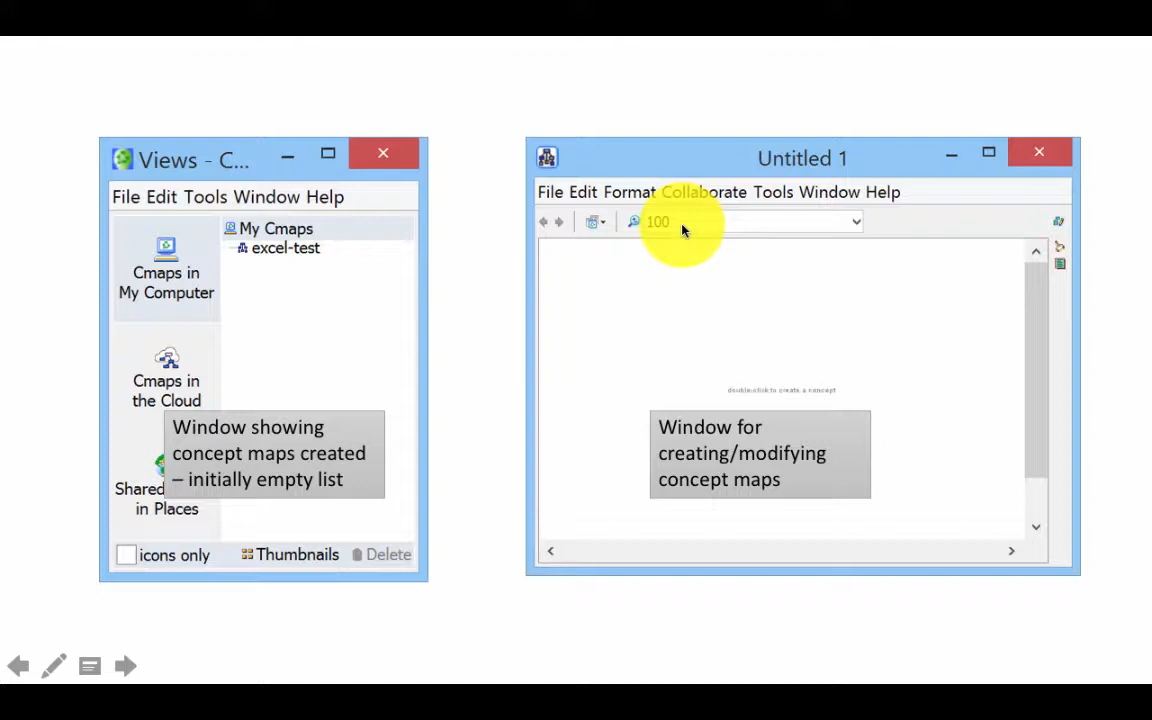 Views - C...
File Edit Tools Window Help
Cmaps in
My Computer
Cmaps in
the Cloud
Shared
in Places
My Cmaps
excel-test
Window showing
concept maps created
– initially empty list
icons only
Thumbnails
Delete
Untitled 1
File Edit Format Collaborate Tools Window Help
100
double-click to create a concept
Window for
creating/modifying
concept maps